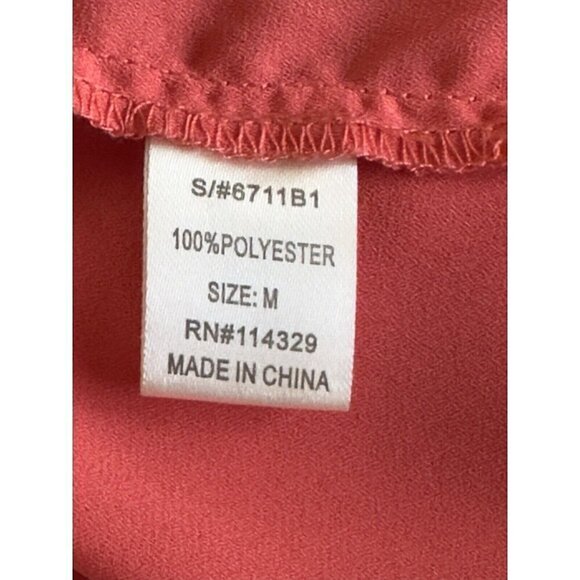 S/#6711B1
100%POLYESTER
SIZE: M
RN#114329
MADE IN CHINA